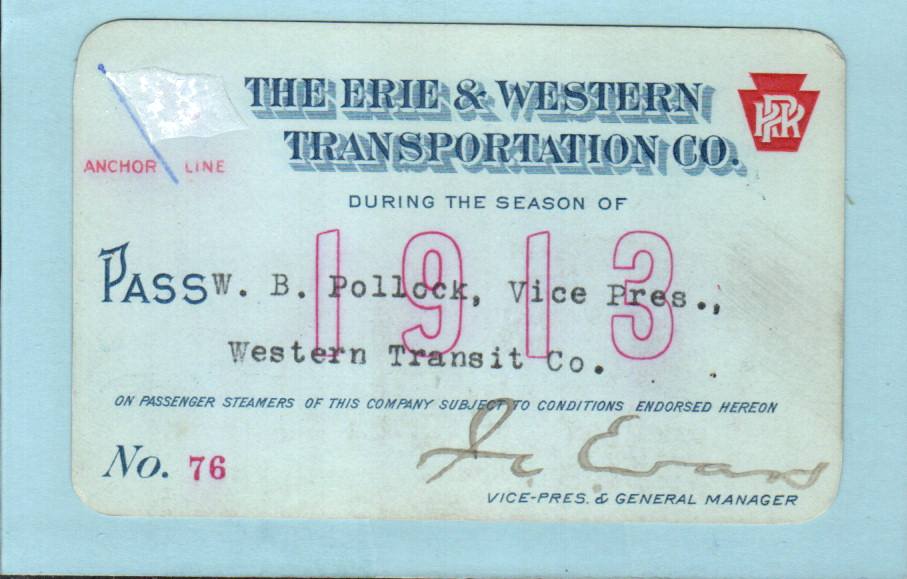 THE ERIE & WESTERN
TRANSPORTATION CO.
PRR
ANCHOR LINE
DURING THE SEASON OF
1913
PASS W. B. Pollock, Vice Pres.,
Western Transit Co.
ON PASSENGER STEAMERS OF THIS COMPANY SUBJECT TO CONDITIONS ENDORSED HEREON
No. 76
Evans
VICE-PRES. & GENERAL MANAGER